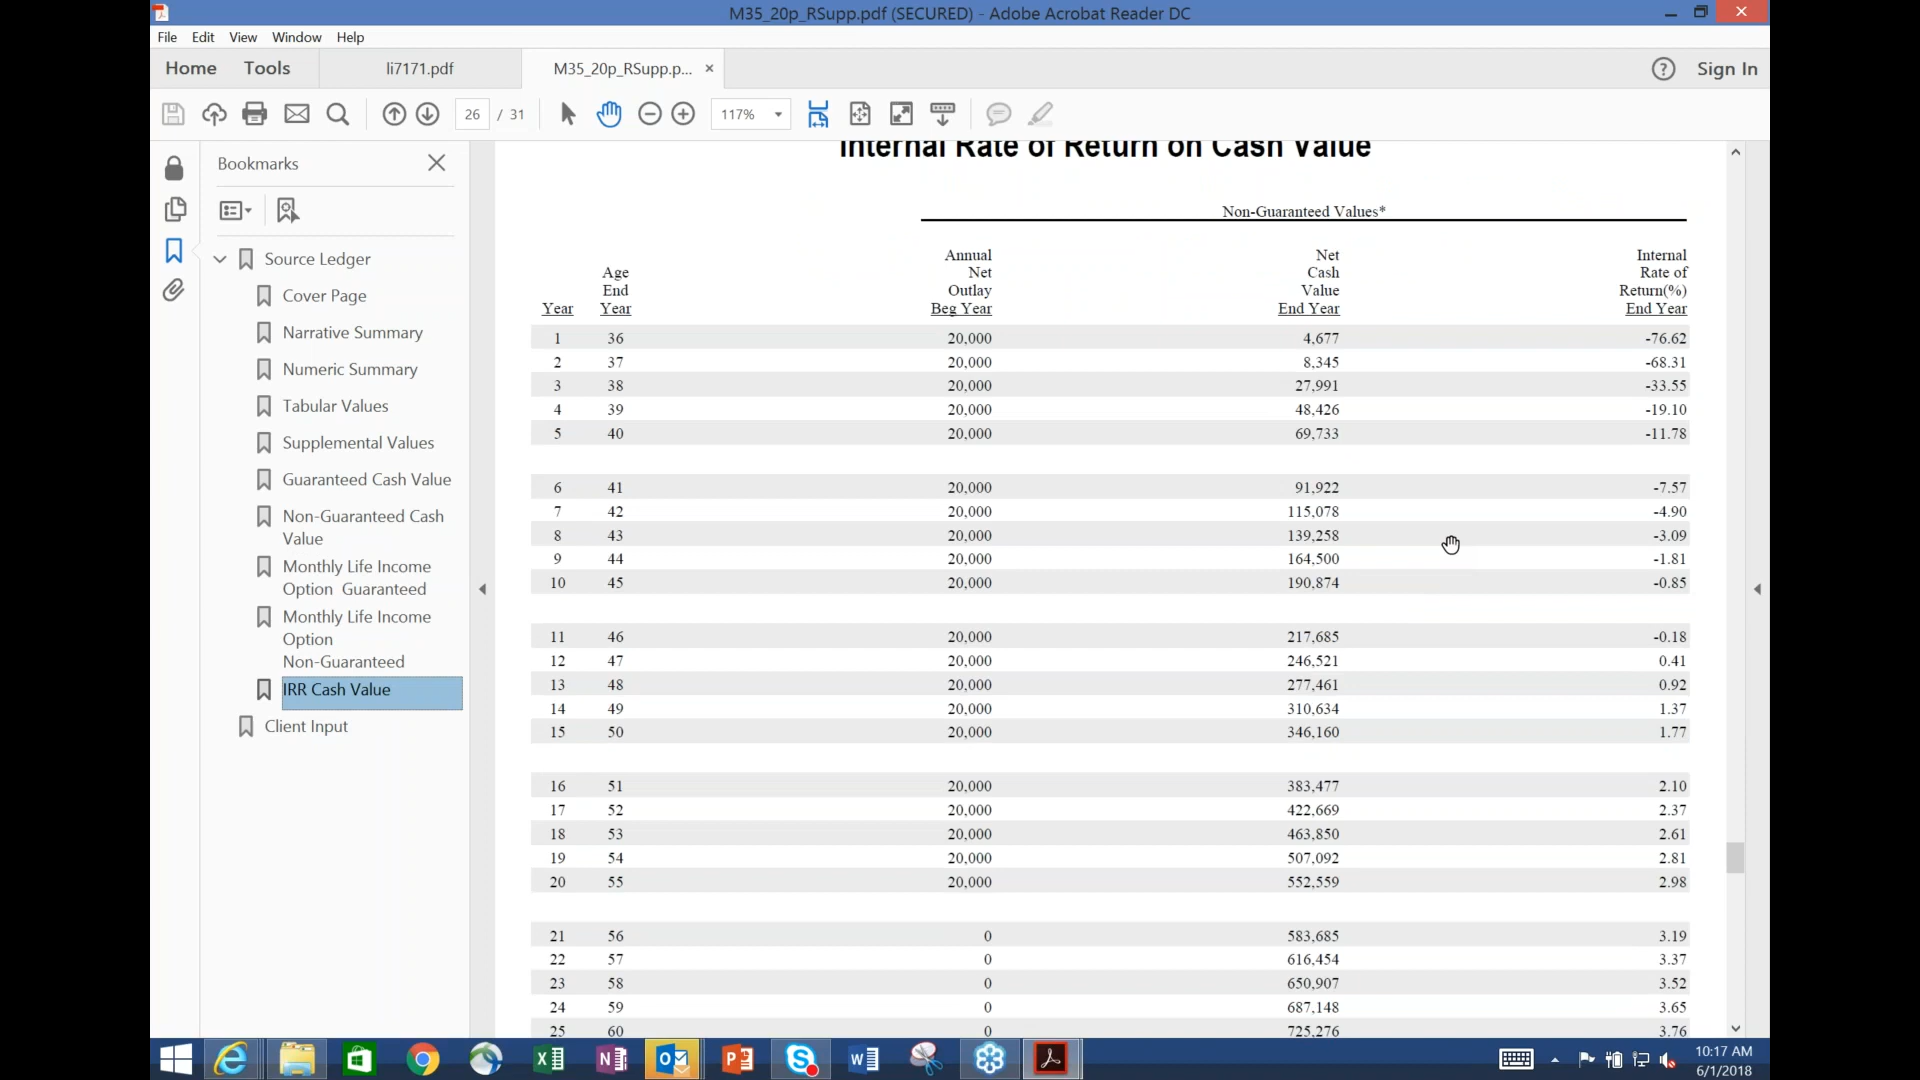 M35_20p_RSupp.pdf (SECURED) - Adobe Acrobat Reader DC
File Edit View Window Help
Home Tools li7171.pdf M35_20p_RSupp.p... × Sign In
26 / 31 117%
Bookmarks
Source Ledger
Cover Page
Narrative Summary
Numeric Summary
Tabular Values
Supplemental Values
Guaranteed Cash Value
Non-Guaranteed Cash
Value
Monthly Life Income
Option Guaranteed
Monthly Life Income
Option
Non-Guaranteed
IRR Cash Value
Client Input
Internal Rate of Return on Cash Value
Non-Guaranteed Values*
Annual Net Internal
Age Net Cash Rate of
End Outlay Value Return(%)
Year Year Beg Year End Year End Year
1 36 20,000 4,677 -76.62
2 37 20,000 8,345 -68.31
3 38 20,000 27,991 -33.55
4 39 20,000 48,426 -19.10
5 40 20,000 69,733 -11.78
6 41 20,000 91,922 -7.57
7 42 20,000 115,078 -4.90
8 43 20,000 139,258 -3.09
9 44 20,000 164,500 -1.81
10 45 20,000 190,874 -0.85
11 46 20,000 217,685 -0.18
12 47 20,000 246,521 0.41
13 48 20,000 277,461 0.92
14 49 20,000 310,634 1.37
15 50 20,000 346,160 1.77
16 51 20,000 383,477 2.10
17 52 20,000 422,669 2.37
18 53 20,000 463,850 2.61
19 54 20,000 507,092 2.81
20 55 20,000 552,559 2.98
21 56 0 583,685 3.19
22 57 0 616,454 3.37
23 58 0 650,907 3.52
24 59 0 687,148 3.65
25 60 0 725,276 3.76
10:17 AM
6/1/2018